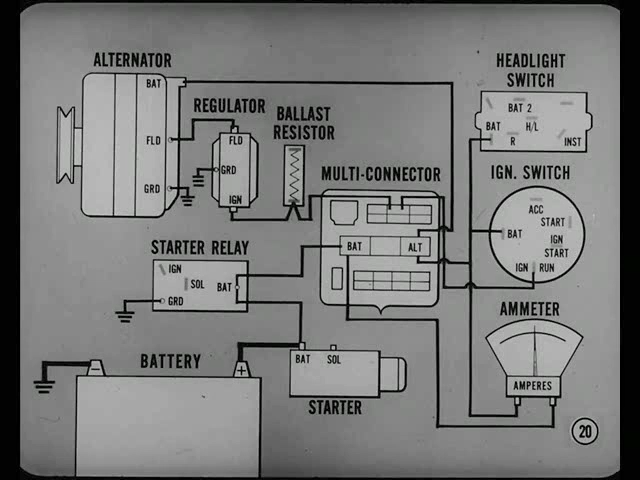 ALTERNATOR
BAT
FLD
GRD
REGULATOR
FLD
GRD
IGN
BALLAST
RESISTOR
MULTI-CONNECTOR
BAT
ALT
HEADLIGHT
SWITCH
BAT 2
BAT
H/L
R
INST
IGN. SWITCH
ACC
START
BAT
IGN
START
IGN
RUN
STARTER RELAY
IGN
SOL
BAT
GRD
AMMETER
AMPERES
BATTERY
−
+
BAT
SOL
STARTER
20